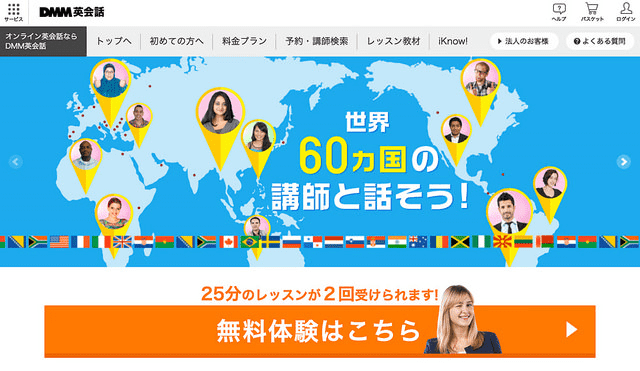 サービス
DMM英会話
ヘルプ
バスケット
ログイン
オンライン英会話なら
DMM英会話
トップへ
初めての方へ
料金プラン
予約・講師検索
レッスン教材
iKnow!
法人のお客様
よくある質問
世界
60ヵ国の
講師と話そう!
25分のレッスンが2回受けられます!
無料体験はこちら